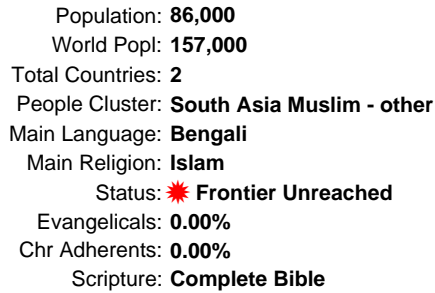 Population: 86,000
World Popl: 157,000
Total Countries: 2
People Cluster: South Asia Muslim - other
Main Language: Bengali
Main Religion: Islam
Status: Frontier Unreached
Evangelicals: 0.00%
Chr Adherents: 0.00%
Scripture: Complete Bible